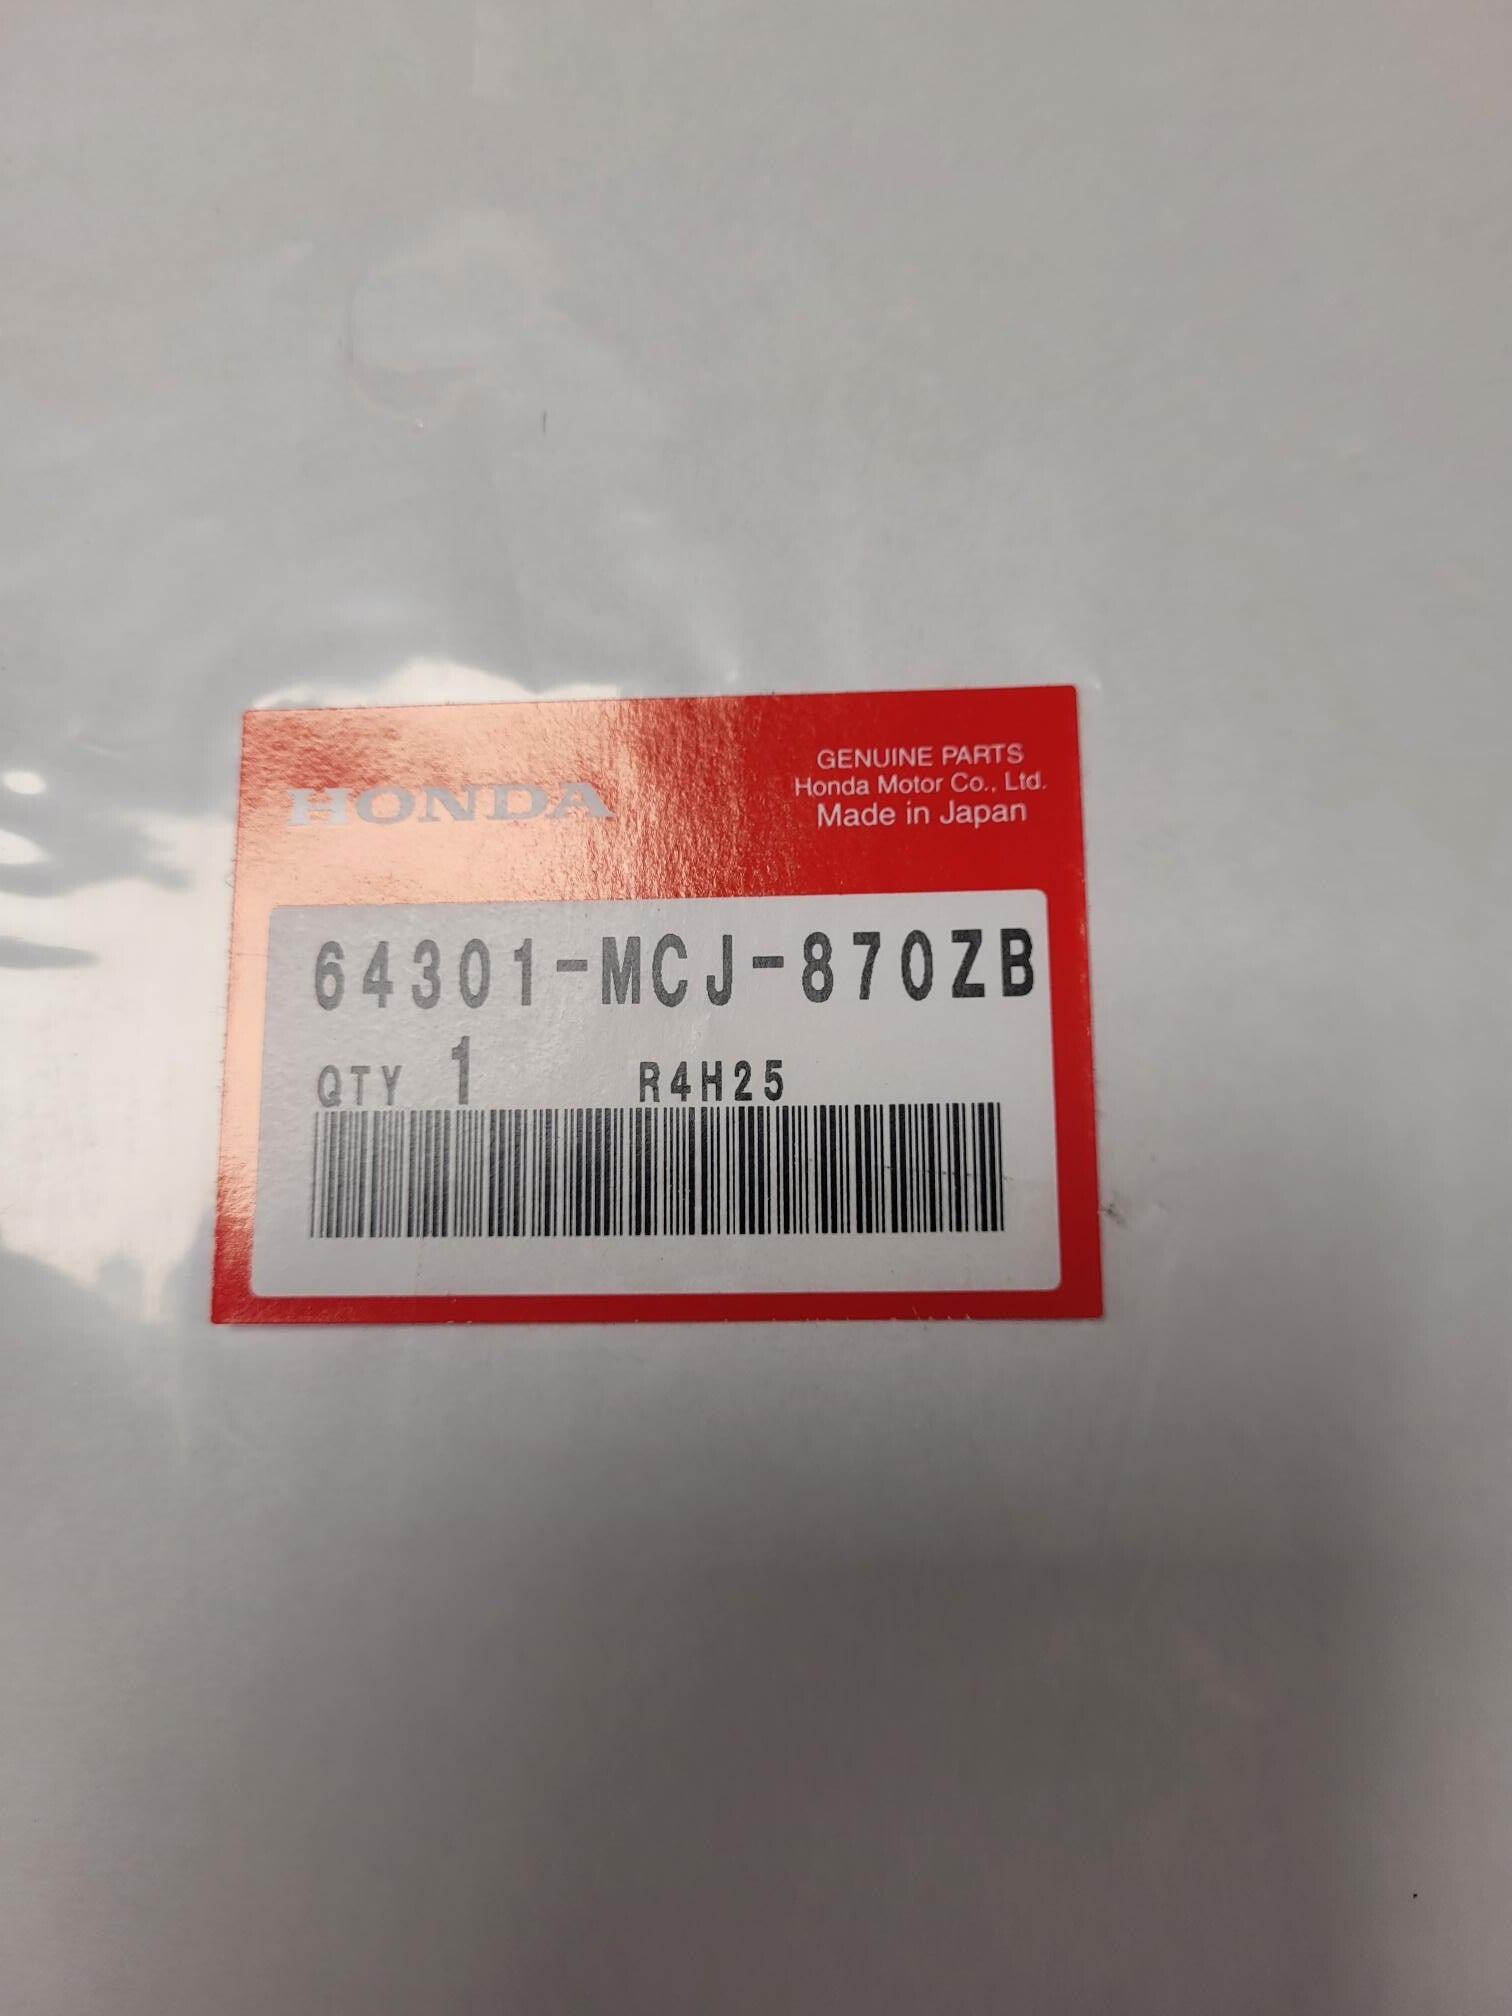 HONDA
GENUINE PARTS
Honda Motor Co., Ltd.
Made in Japan
64301-MCJ-870ZB
QTY 1 R4H25